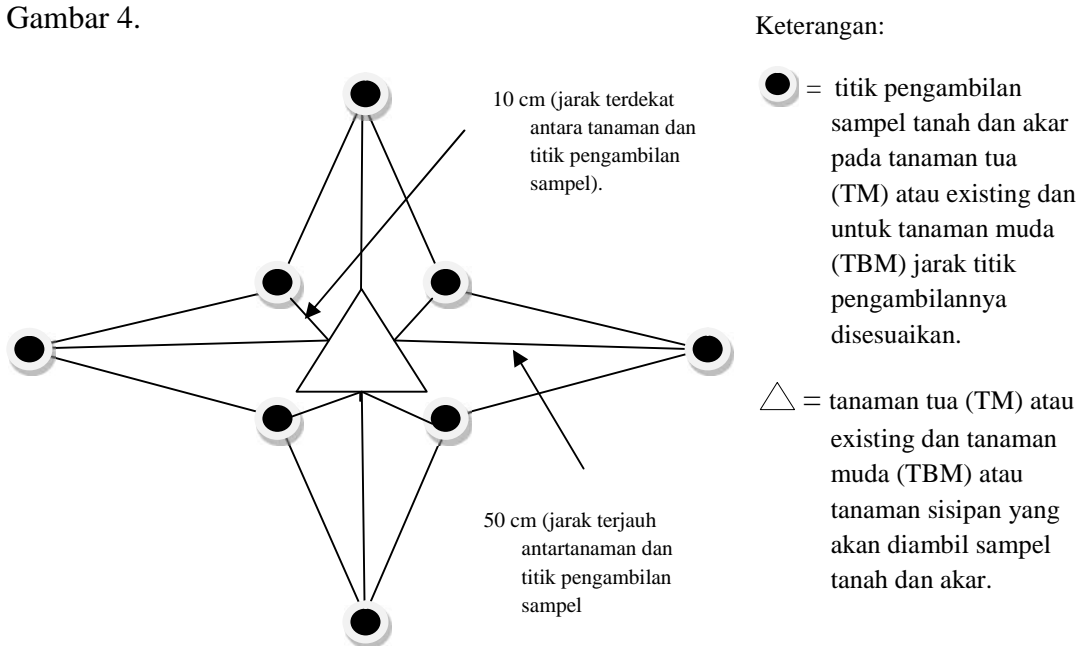 Gambar 4.
10 cm (jarak terdekat
antara tanaman dan
titik pengambilan
sampel).
50 cm (jarak terjauh
antartanaman dan
titik pengambilan
sampel
Keterangan:
= titik pengambilan
sampel tanah dan akar
pada tanaman tua
(TM) atau existing dan
untuk tanaman muda
(TBM) jarak titik
pengambilannya
disesuaikan.
= tanaman tua (TM) atau
existing dan tanaman
muda (TBM) atau
tanaman sisipan yang
akan diambil sampel
tanah dan akar.